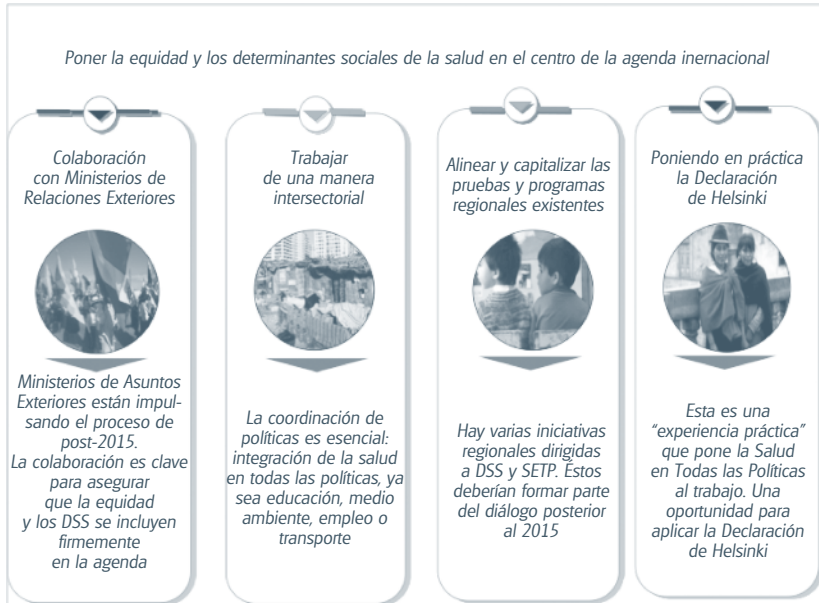 Poner la equidad y los determinantes sociales de la salud en el centro de la agenda inernacional
Colaboración
con Ministerios de
Relaciones Exteriores
Ministerios de Asuntos
Exteriores están impul-
sando el proceso de
post-2015.
La colaboración es clave
para asegurar
que la equidad
y los DSS se incluyen
firmemente
en la agenda
Trabajar
de una manera
intersectorial
La coordinación de
políticas es esencial:
integración de la salud
en todas las políticas, ya
sea educación, medio
ambiente, empleo o
transporte
Alinear y capitalizar las
pruebas y programas
regionales existentes
Hay varias iniciativas
regionales dirigidas
a DSS y SETP. Éstos
deberían formar parte
del diálogo posterior
al 2015
Poniendo en práctica
la Declaración
de Helsinki
Esta es una
“experiencia práctica”
que pone la Salud
en Todas las Políticas
al trabajo. Una
oportunidad para
aplicar la Declaración
de Helsinki